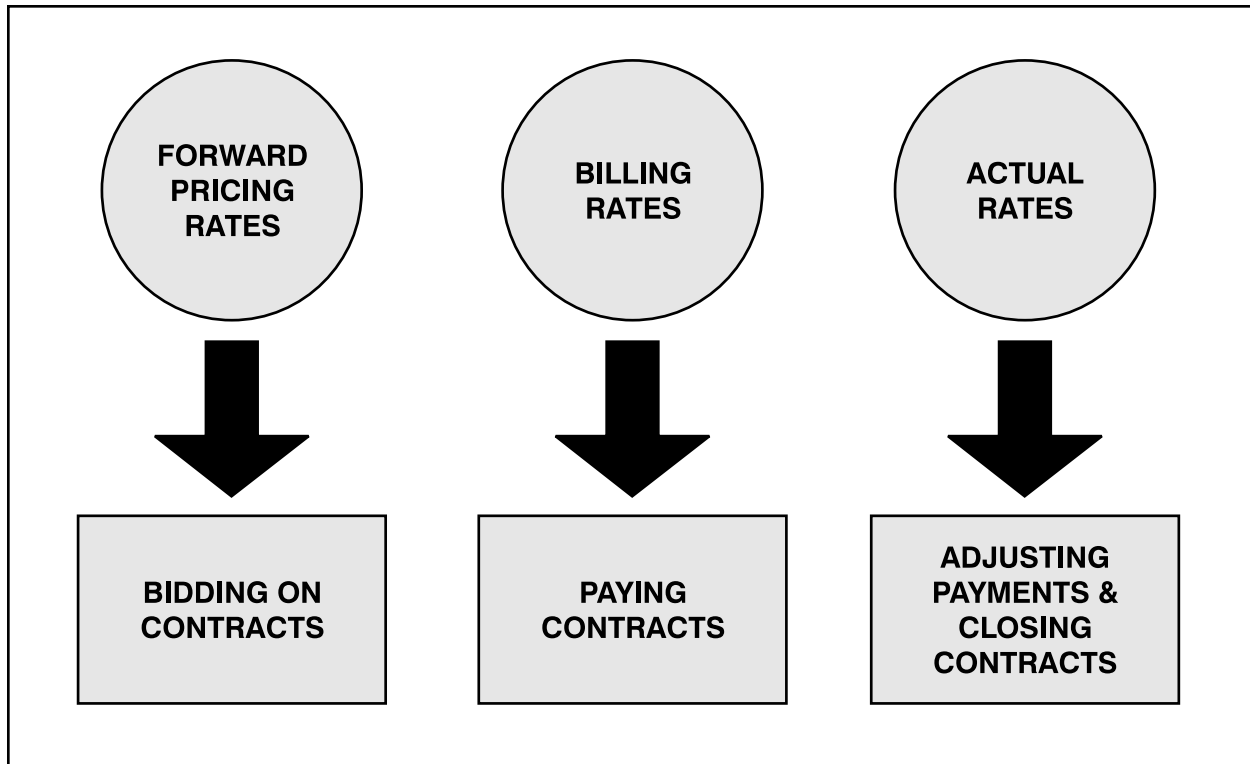 FORWARD
PRICING
RATES
BILLING
RATES
ACTUAL
RATES
BIDDING ON
CONTRACTS
PAYING
CONTRACTS
ADJUSTING
PAYMENTS &
CLOSING
CONTRACTS